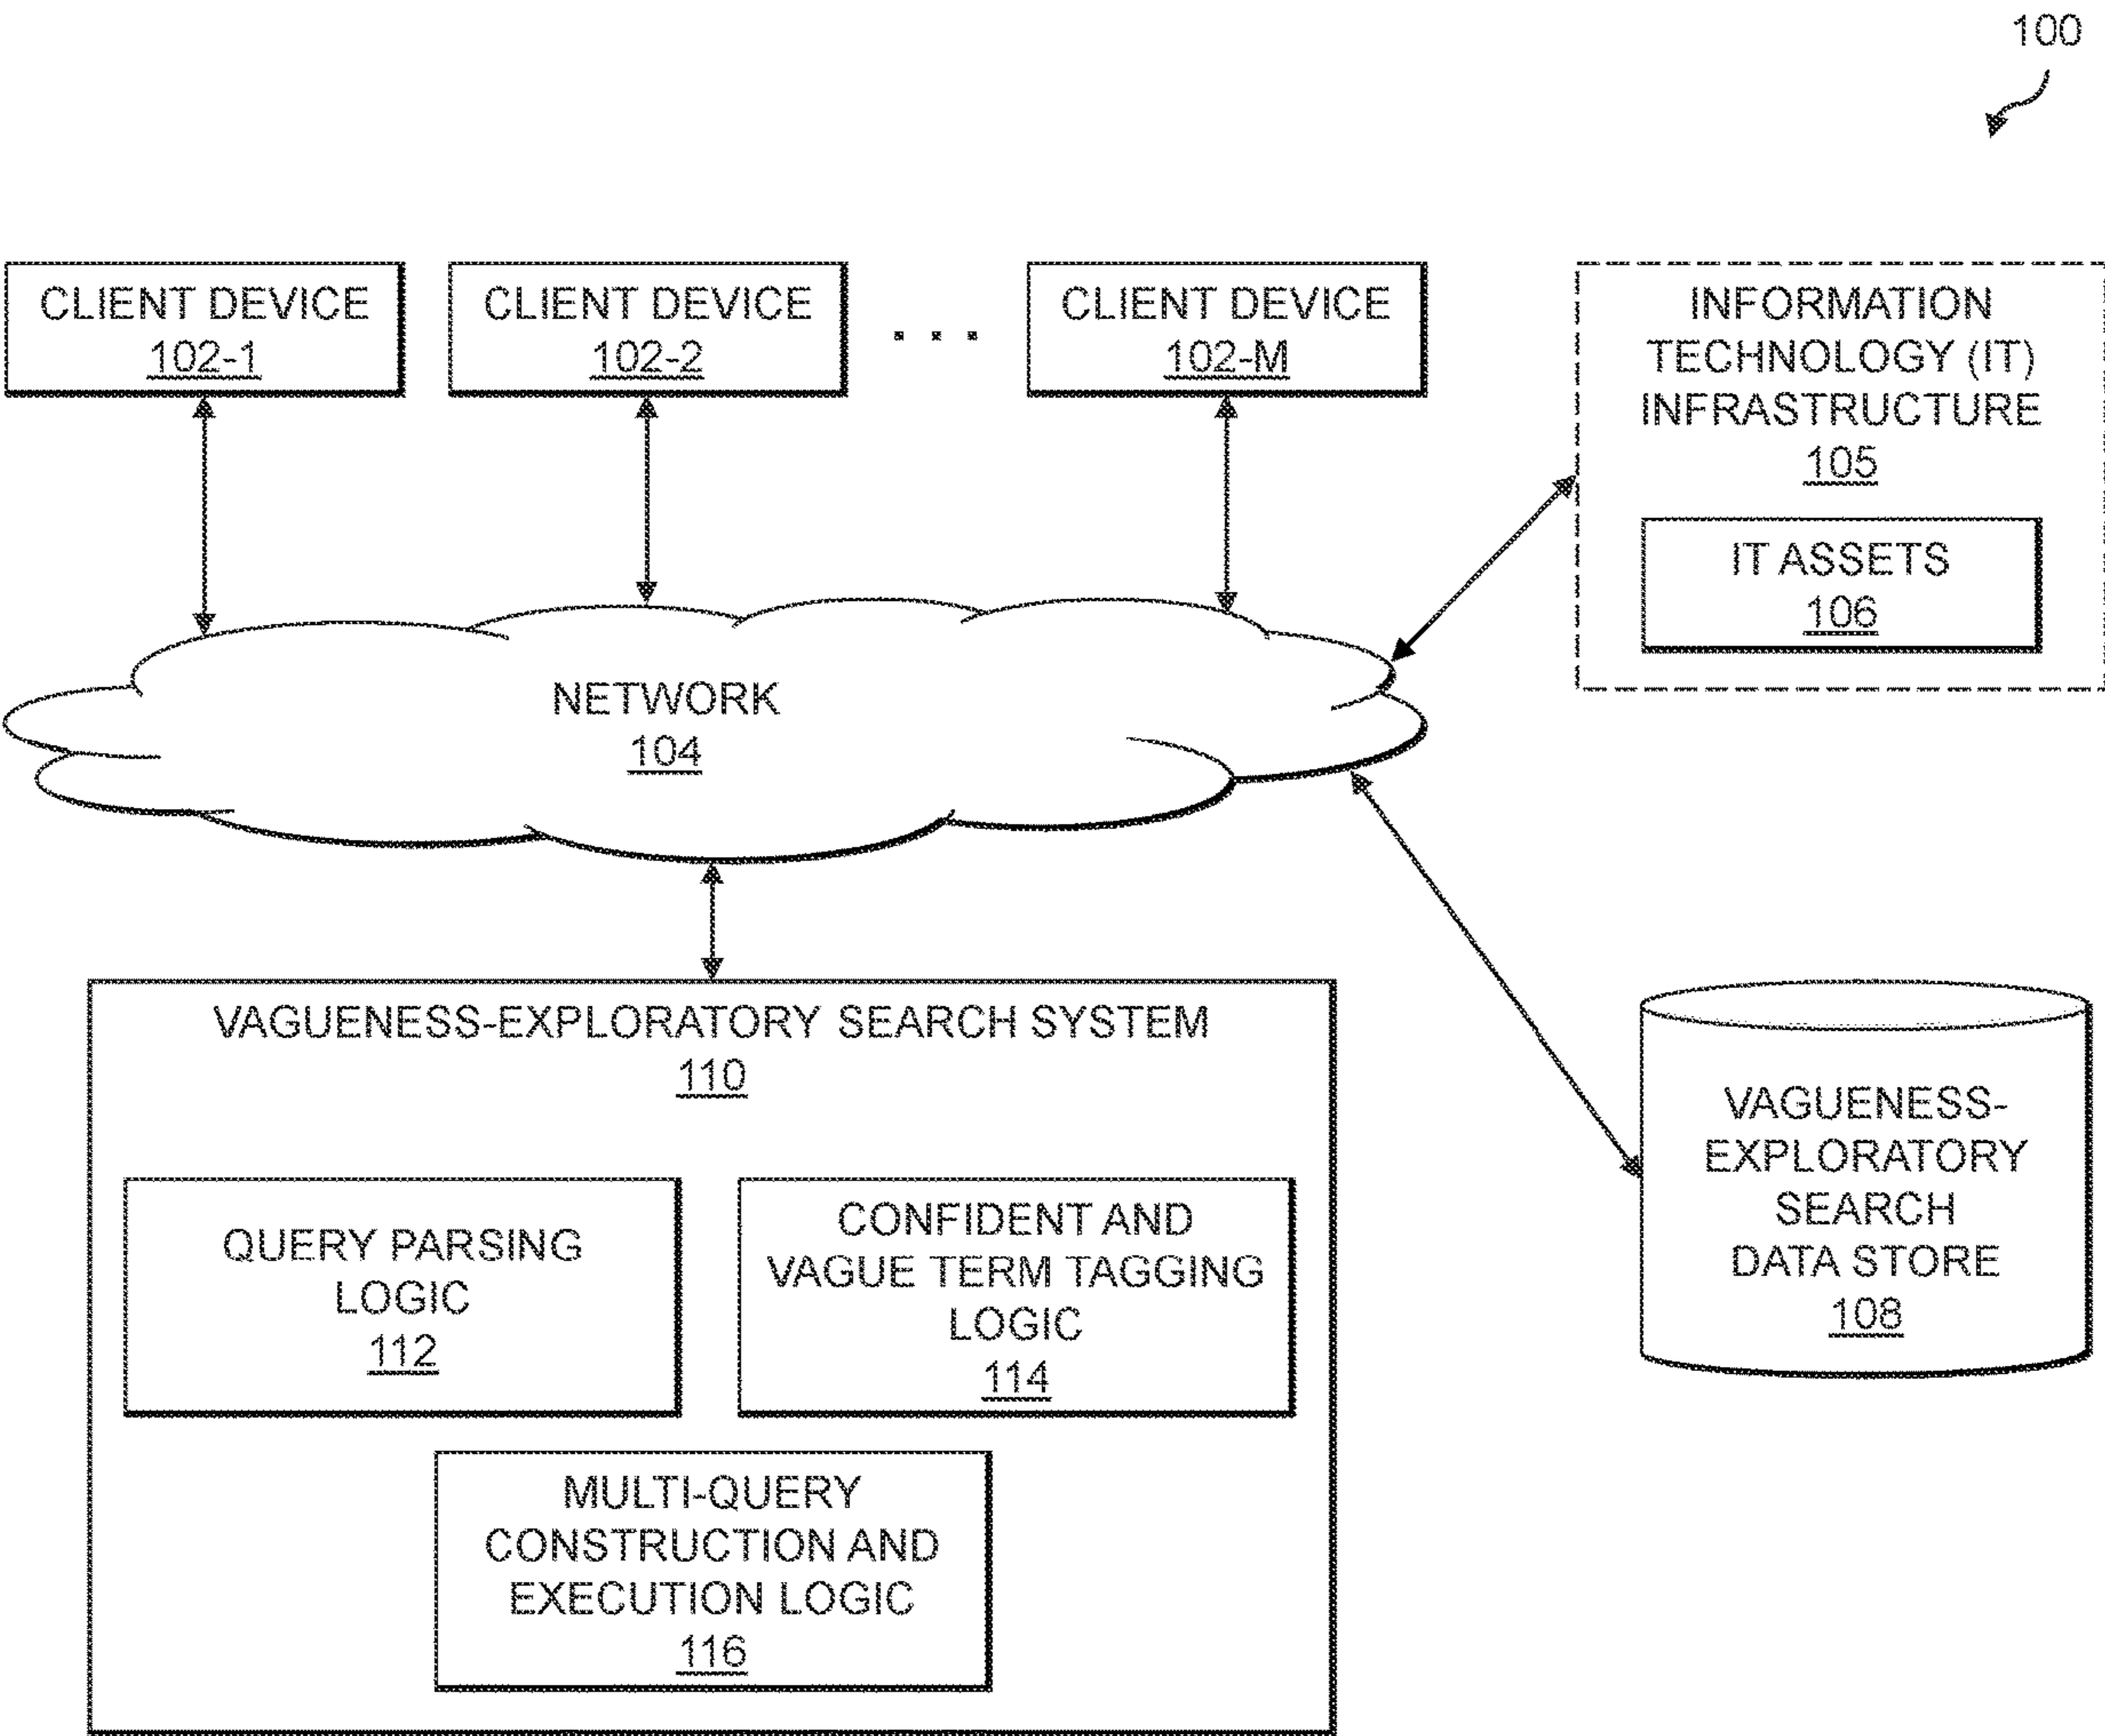 100
CLIENT DEVICE
102-1
CLIENT DEVICE
102-2
. . .
CLIENT DEVICE
102-M
INFORMATION
TECHNOLOGY (IT)
INFRASTRUCTURE
105
IT ASSETS
106
NETWORK
104
VAGUENESS-EXPLORATORY SEARCH SYSTEM
110
QUERY PARSING
LOGIC
112
CONFIDENT AND
VAGUE TERM TAGGING
LOGIC
114
MULTI-QUERY
CONSTRUCTION AND
EXECUTION LOGIC
116
VAGUENESS-
EXPLORATORY
SEARCH
DATA STORE
108